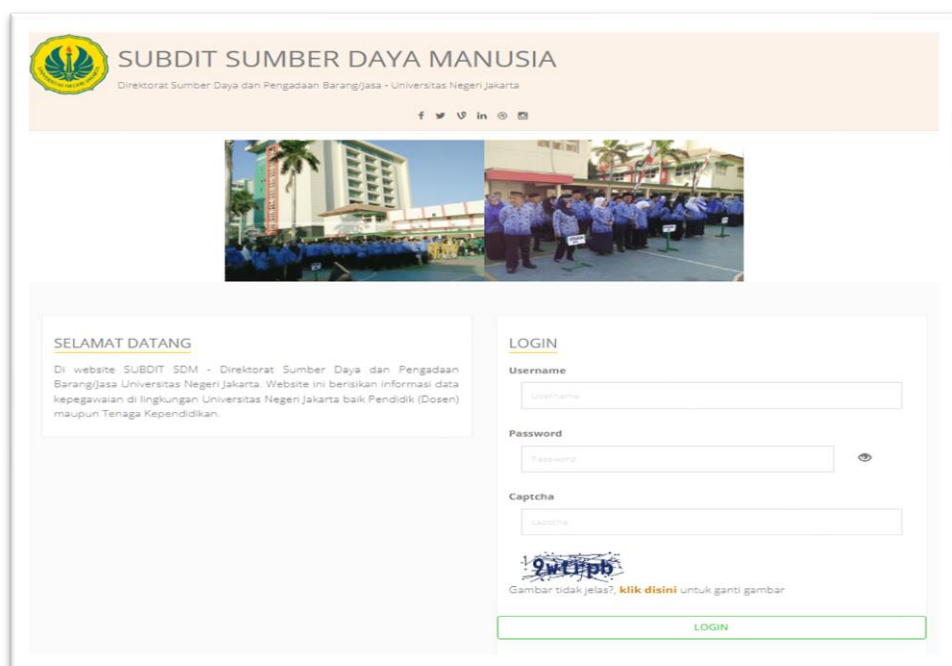 SUBDIT SUMBER DAYA MANUSIA
Direktorat Sumber Daya dan Pengadaan Barang/Jasa - Universitas Negeri Jakarta
SELAMAT DATANG
Di website SUBDIT SDM - Direktorat Sumber Daya dan Pengadaan
Barang/Jasa Universitas Negeri Jakarta. Website ini berisikan informasi data
kepegawaian di lingkungan Universitas Negeri Jakarta baik Pendidik (Dosen)
maupun Tenaga Kependidikan.
LOGIN
Username
Username
Password
Password
Captcha
captcha
Gambar tidak jelas?, klik disini untuk ganti gambar
LOGIN